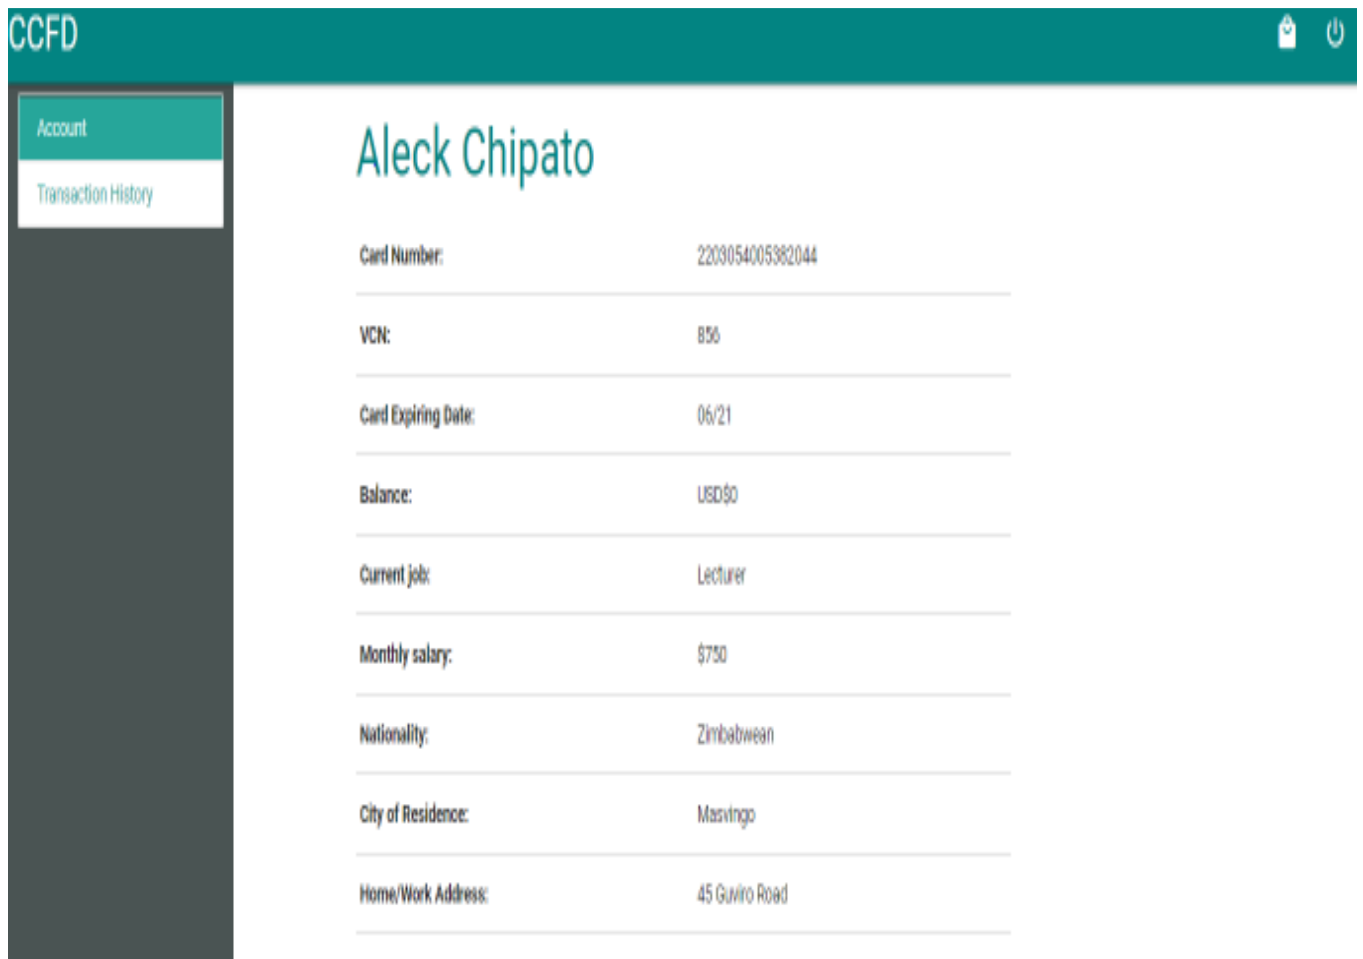 CCFD
Account
Transaction History
Aleck Chipato
Card Number: 2203054005382044
VCN: 856
Card Expiring Date: 06/21
Balance: USD$0
Current job: Lecturer
Monthly salary: $750
Nationality: Zimbabwean
City of Residence: Masvingo
Home/Work Address: 45 Guviro Road